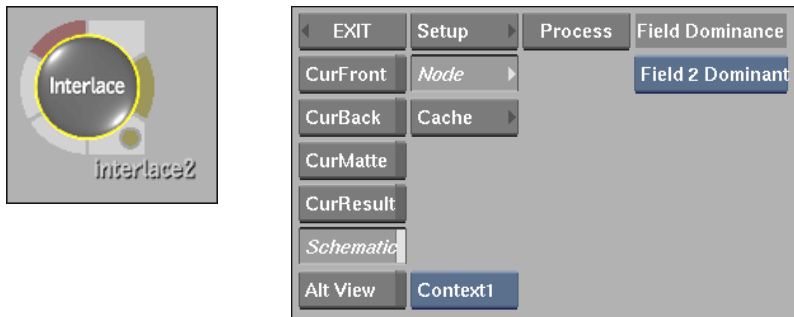 Interlace
interlace2
EXIT Setup Process Field Dominance
CurFront Node Field 2 Dominant
CurBack Cache
CurMatte
CurResult
Schematic
Alt View Context1